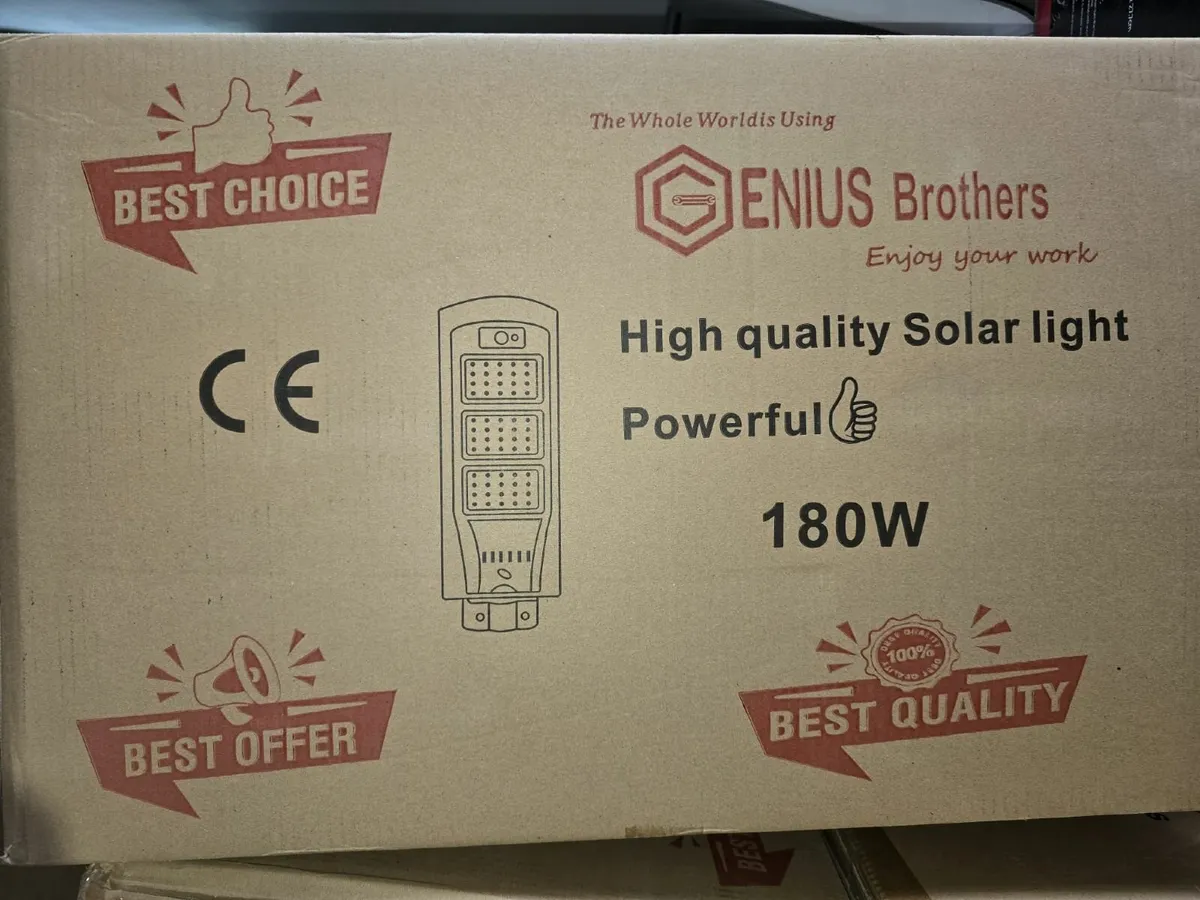 BEST CHOICE
The Whole Worldis Using
GENIUS Brothers
Enjoy your work
CE
High quality Solar light
Powerful
180W
100%
BEST OFFER
BEST QUALITY
BES